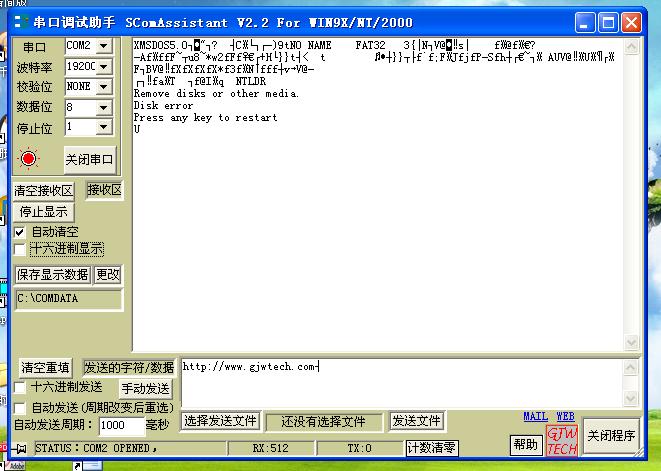 串口调试助手 SComAssistant V2.2 For WIN9X/NT/2000
串口 COM2
波特率 1920
校验位 NONE
数据位 8
停止位 1
关闭串口
清空接收区 接收区
停止显示
自动清空
十六进制显示
保存显示数据 更改
C:\COMDATA
XMSDOS5.0
NO NAME FAT32
NTLDR
Remove disks or other media.
Disk error
Press any key to restart
U
清空重填 发送的字符/数据
http://www.gjwtech.com
十六进制发送 手动发送
自动发送(周期改变后重选)
自动发送周期: 1000 毫秒
选择发送文件 还没有选择文件 发送文件
MAIL WEB
GJW
TECH
关闭程序
帮助
STATUS:COM2 OPENED, RX:512 TX:0 计数清零
Adobe